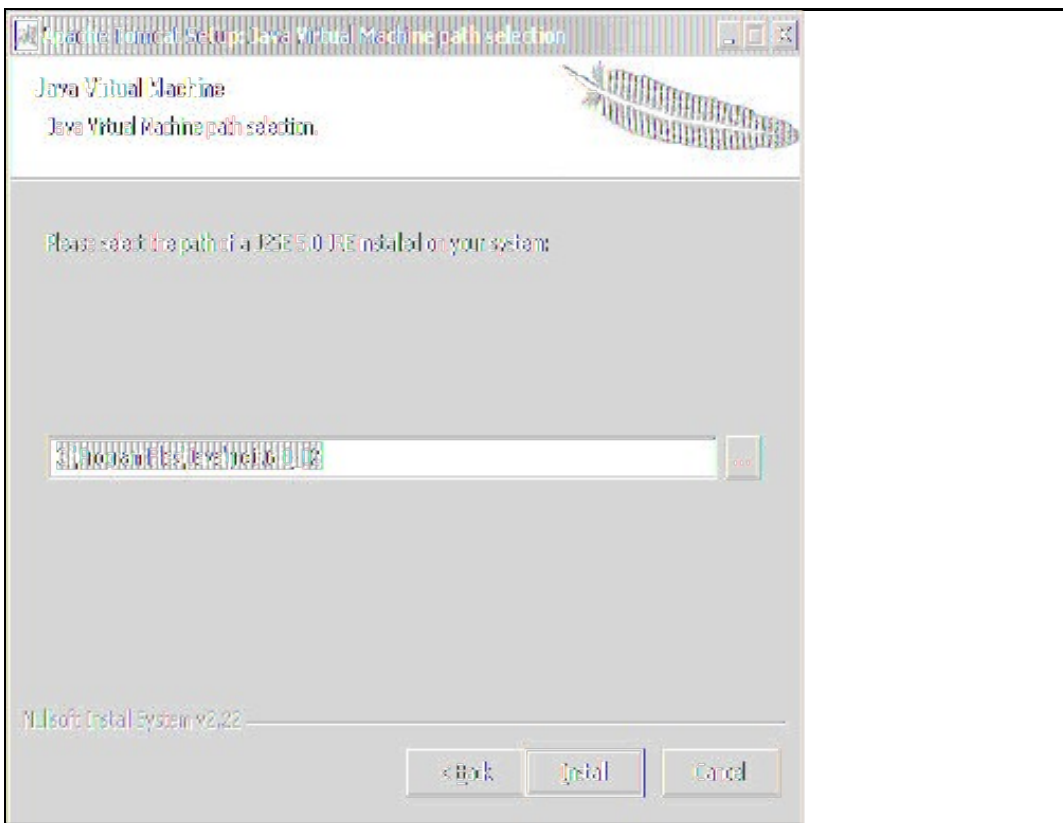 Apache Tomcat Setup: Java Virtual Machine path selection
Java Virtual Machine
Java Virtual Machine path selection.
Please select the path of a J2SE 5.0 JRE installed on your system:
...
Nullsoft Install System v2.22
< Back
Install
Cancel